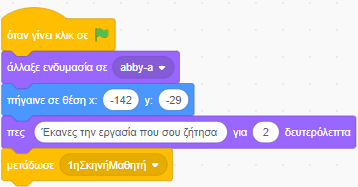 όταν γίνει κλικ σε
άλλαξε ενδυμασία σε abby-a
πήγαινε σε θέση x: -142 y: -29
πες Έκανες την εργασία που σου ζήτησα για 2 δευτερόλεπτα
μετάδωσε 1ηΣκηνήΜαθητή